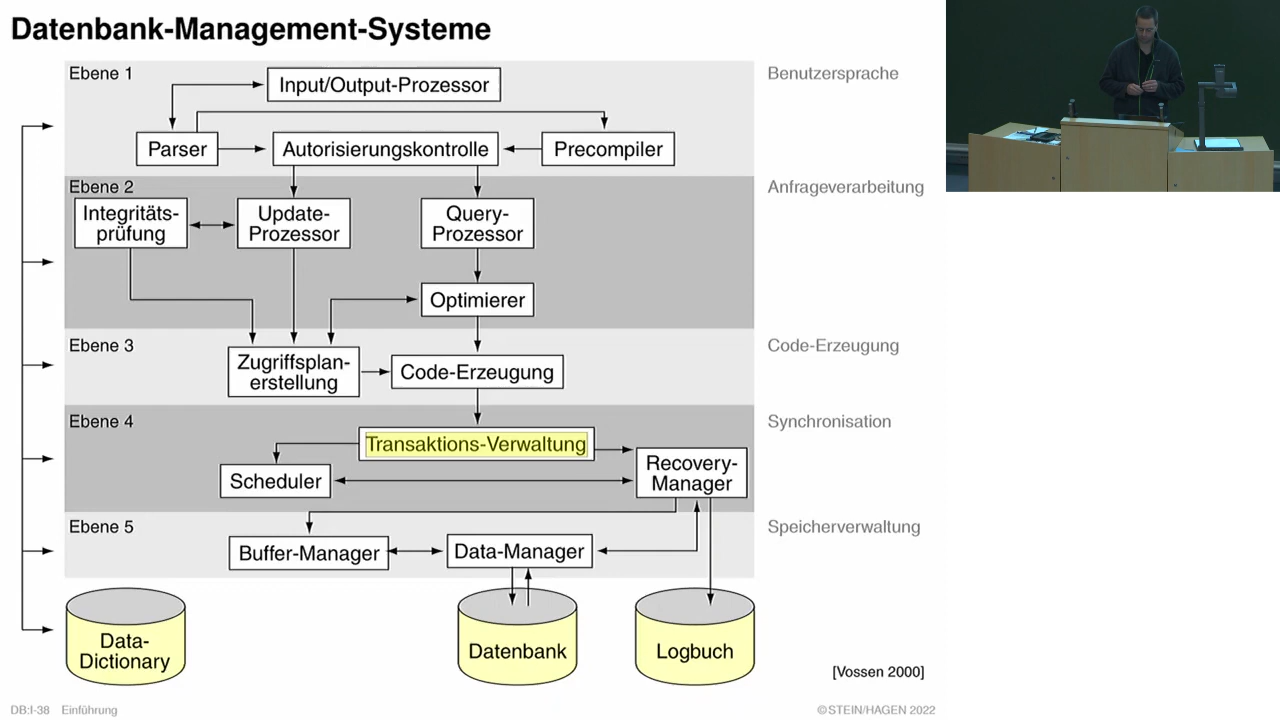 Datenbank-Management-Systeme
Ebene 1
Input/Output-Prozessor
Benutzersprache
Parser
Autorisierungskontrolle
Precompiler
Ebene 2
Anfrageverarbeitung
Integritäts-
prüfung
Update-
Prozessor
Query-
Prozessor
Optimierer
Ebene 3
Code-Erzeugung
Zugriffsplan-
erstellung
Code-Erzeugung
Ebene 4
Synchronisation
Transaktions-Verwaltung
Scheduler
Recovery-
Manager
Ebene 5
Speicherverwaltung
Buffer-Manager
Data-Manager
Data-
Dictionary
Datenbank
Logbuch
[Vossen 2000]
DB:I-38 Einführung
©STEIN/HAGEN 2022